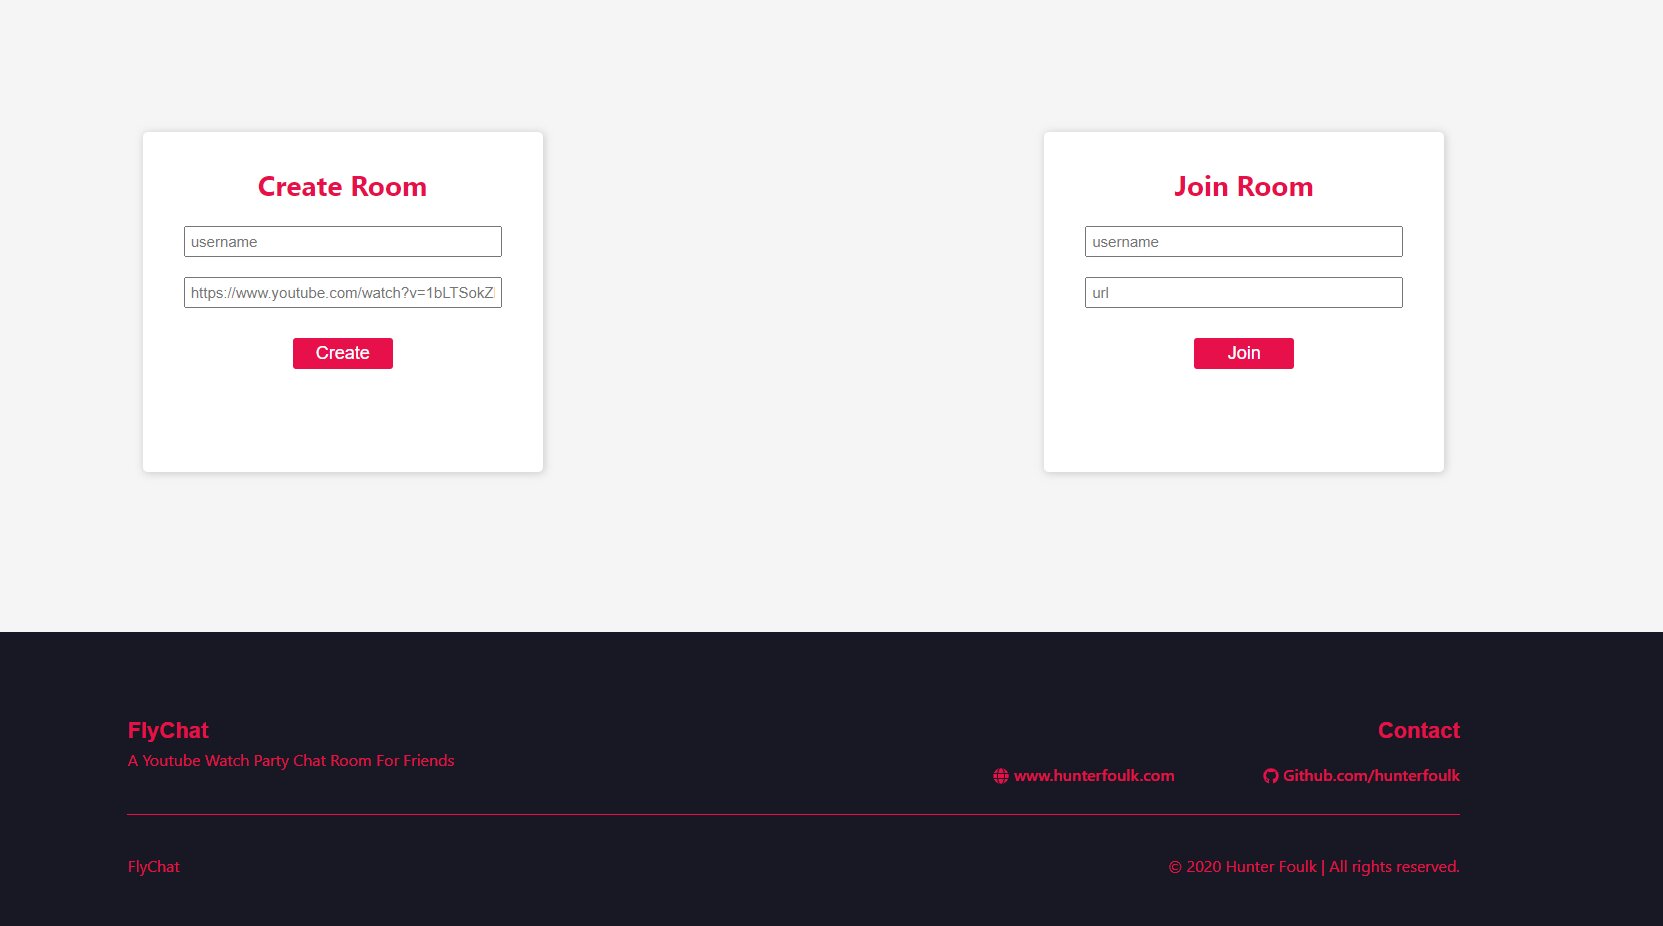 Create Room
username
https://www.youtube.com/watch?v=1bLTSokZ
Create
Join Room
username
url
Join
FlyChat
A Youtube Watch Party Chat Room For Friends
Contact
www.hunterfoulk.com
Github.com/hunterfoulk
FlyChat
© 2020 Hunter Foulk | All rights reserved.